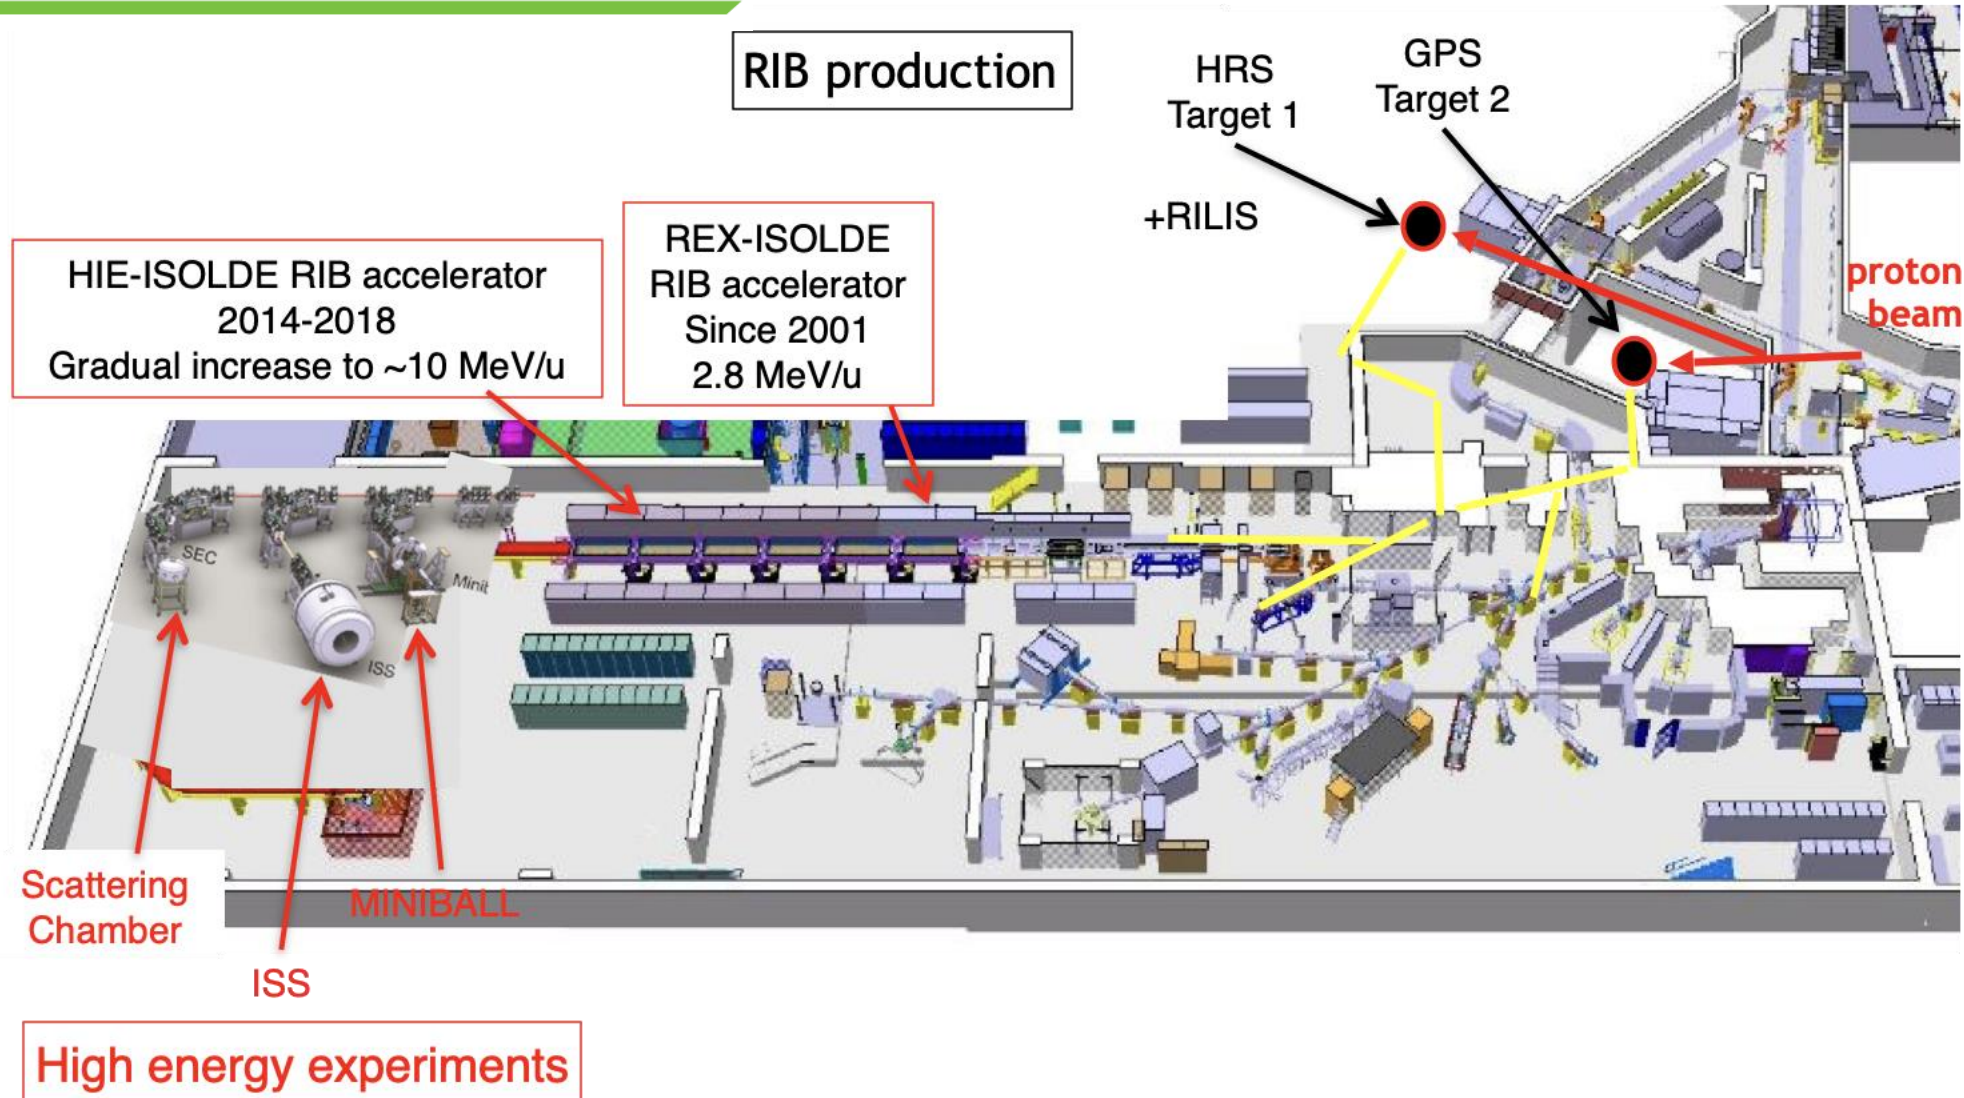 RIB production
HRS
Target 1
GPS
Target 2
+RILIS
proton
beam
HIE-ISOLDE RIB accelerator
2014-2018
Gradual increase to ~10 MeV/u
REX-ISOLDE
RIB accelerator
Since 2001
2.8 MeV/u
SEC
Minit
ISS
Scattering
Chamber
MINIBALL
ISS
High energy experiments